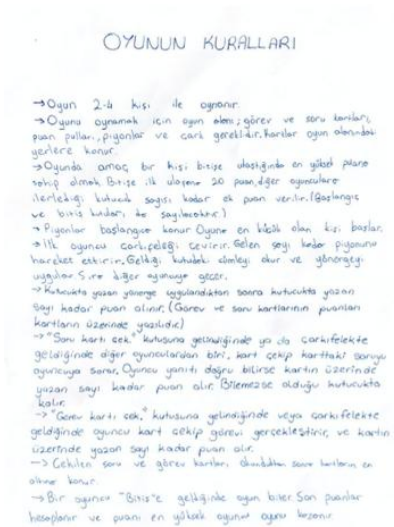 OYUNUN KURALLARI
→Oyun 2-4 kişi ile oynanır.
→Oyunu oynamak için oyun alanı; görev ve soru kartları,
puan pulları, piyonlar ve çark gereklidir. Kartlar oyun alanındaki
yerlere konur.
→Oyunda amaç bir kişi bitişe ulaştığında en yüksek puana
sahip olmak. Bitişe ilk ulaşana 20 puan, diğer oyunculara
ilerlediği kutucuk sayısı kadar ek puan verilir. (Başlangıç
ve bitiş kutuları da sayılacaktır.)
→ Piyonlar başlangıca konur. Oyuna en küçük olan kişi başlar.
→ İlk oyuncu çarkıfeleği çevirir. Gelen sayı kadar piyonunu
hareket ettirir. Geldiği kutudaki cümleyi okur ve yönergeyi
uygular. Sıra diğer oyuncuya geçer.
→Kutucukta yazan yönerge uygulandıktan sonra kutucukta yazan
sayı kadar puan alınır. (Görev ve soru kartlarının puanları
kartların üzerinde yazılıdır.)
→"Soru kartı çek." kutusuna gelindiğinde ya da çarkıfelekte
geldiğinde diğer oyunculardan biri, kart çekip karttaki soruyu
oyuncuya sorar. Oyuncu yanıtı doğru bilirse kartın üzerinde
yazan sayı kadar puan alır. Bilemezse olduğu kutucukta
kalır.
→"Görev kartı çek." kutusuna gelindiğinde veya çarkıfelekte
geldiğinde oyuncu kart çekip görevi gerçekleştirir, ve kartın
üzerinde yazan sayı kadar puan alır.
→ Çekilen soru ve görev kartları okunduktan sonra kartların en
altına konur.
→ Bir oyuncu "Bitiş"e geldiğinde oyun biter. Son puanlar
hesaplanır ve puanı en yüksek oyuncu oyunu kazanır.